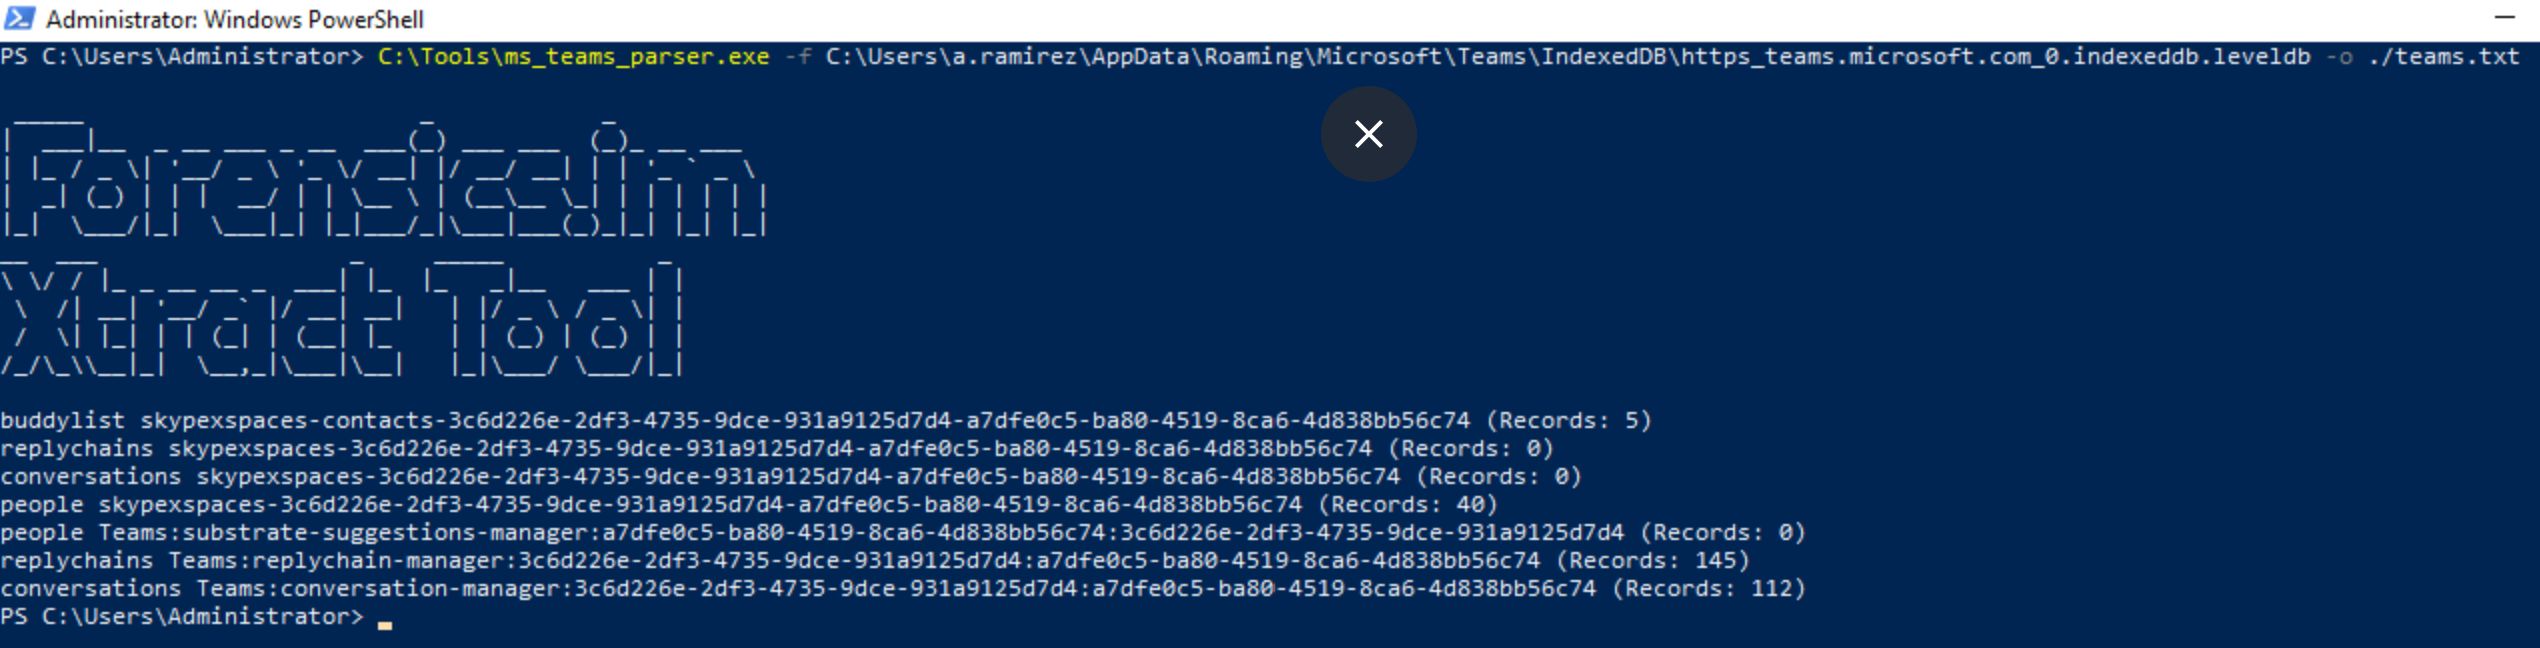 Administrator: Windows PowerShell
PS C:\Users\Administrator> C:\Tools\ms_teams_parser.exe -f C:\Users\a.ramirez\AppData\Roaming\Microsoft\Teams\IndexedDB\https_teams.microsoft.com_0.indexeddb.leveldb -o ./teams.txt
Forensics.im
Xtract Tool
buddylist skypexspaces-contacts-3c6d226e-2df3-4735-9dce-931a9125d7d4-a7dfe0c5-ba80-4519-8ca6-4d838bb56c74 (Records: 5)
replychains skypexspaces-3c6d226e-2df3-4735-9dce-931a9125d7d4-a7dfe0c5-ba80-4519-8ca6-4d838bb56c74 (Records: 0)
conversations skypexspaces-3c6d226e-2df3-4735-9dce-931a9125d7d4-a7dfe0c5-ba80-4519-8ca6-4d838bb56c74 (Records: 0)
people skypexspaces-3c6d226e-2df3-4735-9dce-931a9125d7d4-a7dfe0c5-ba80-4519-8ca6-4d838bb56c74 (Records: 40)
people Teams:substrate-suggestions-manager:a7dfe0c5-ba80-4519-8ca6-4d838bb56c74:3c6d226e-2df3-4735-9dce-931a9125d7d4 (Records: 0)
replychains Teams:replychain-manager:3c6d226e-2df3-4735-9dce-931a9125d7d4:a7dfe0c5-ba80-4519-8ca6-4d838bb56c74 (Records: 145)
conversations Teams:conversation-manager:3c6d226e-2df3-4735-9dce-931a9125d7d4:a7dfe0c5-ba80-4519-8ca6-4d838bb56c74 (Records: 112)
PS C:\Users\Administrator>